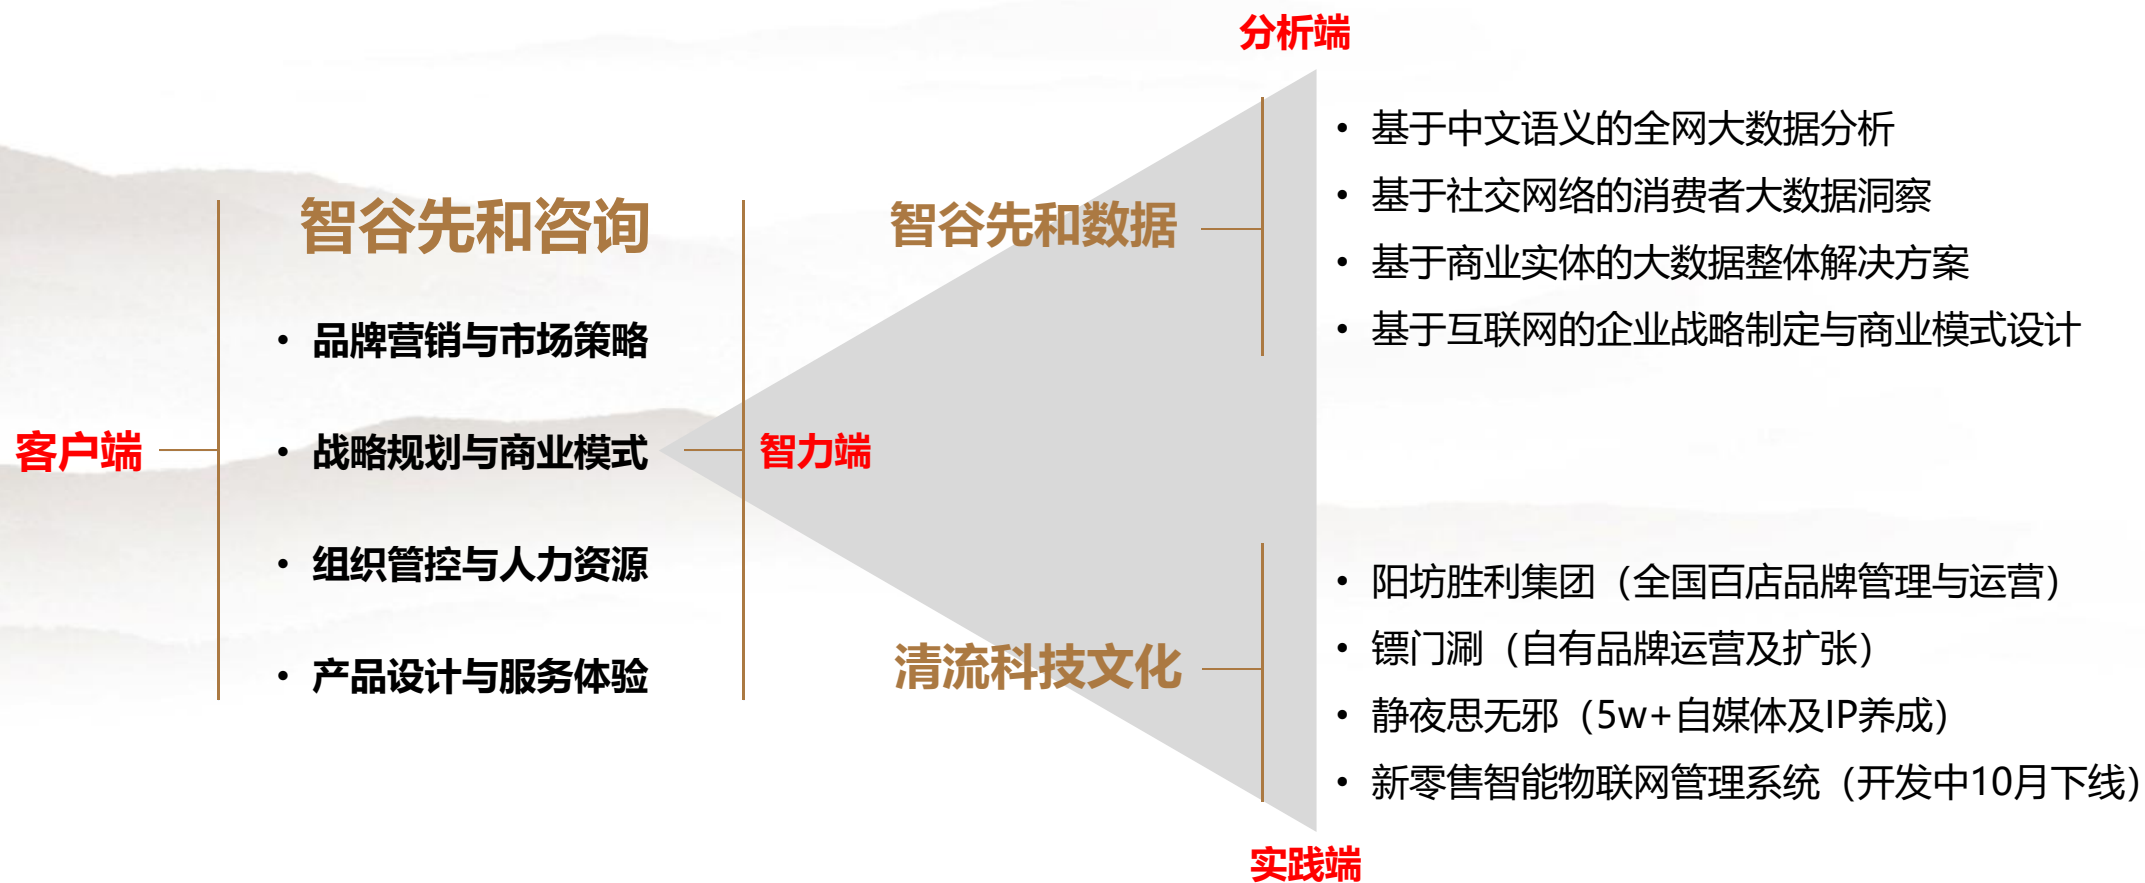 客户端
智谷先和咨询
• 品牌营销与市场策略
• 战略规划与商业模式
• 组织管控与人力资源
• 产品设计与服务体验
智力端
分析端
智谷先和数据
• 基于中文语义的全网大数据分析
• 基于社交网络的消费者大数据洞察
• 基于商业实体的大数据整体解决方案
• 基于互联网的企业战略制定与商业模式设计
清流科技文化
• 阳坊胜利集团（全国百店品牌管理与运营）
• 镖门涮（自有品牌运营及扩张）
• 静夜思无邪（5w+自媒体及IP养成）
• 新零售智能物联网管理系统（开发中10月下线）
实践端